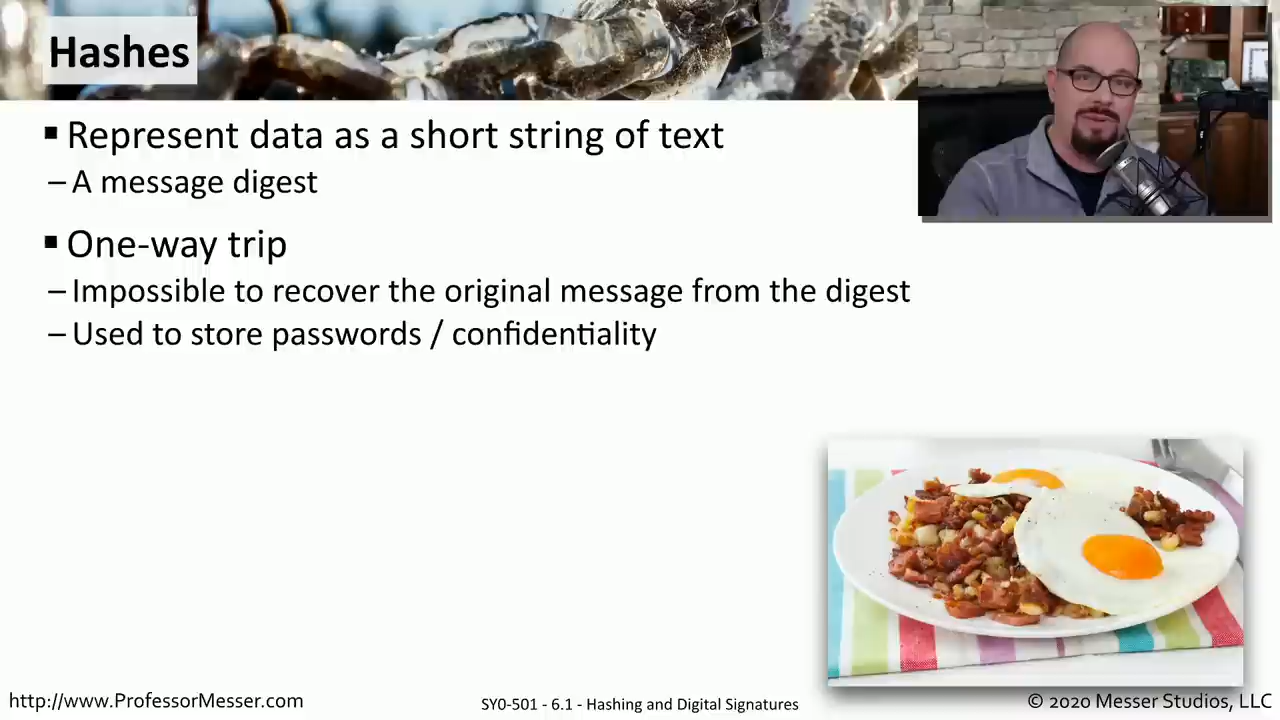 Hashes
▪ Represent data as a short string of text
– A message digest
▪ One-way trip
– Impossible to recover the original message from the digest
– Used to store passwords / confidentiality
http://www.ProfessorMesser.com
SY0-501 - 6.1 - Hashing and Digital Signatures
© 2020 Messer Studios, LLC